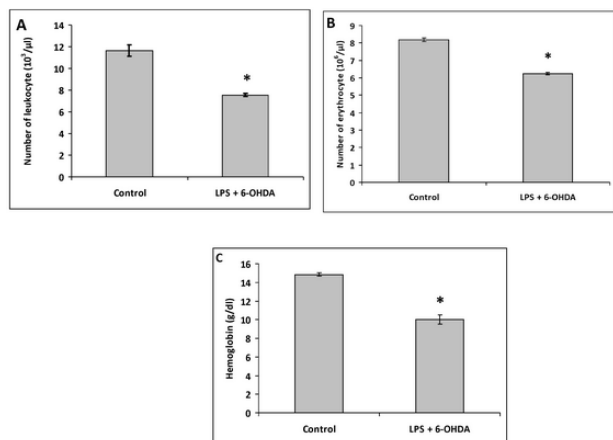 A
Number of leukocyte (10³/µl)
14
12
10
8
6
4
2
0
*
Control
LPS + 6-OHDA
B
Number of erythrocyte (10⁶/µl)
9
8
7
6
5
4
3
2
1
0
*
Control
LPS + 6-OHDA
C
Hemoglobin (g/dl)
16
14
12
10
8
6
4
2
0
*
Control
LPS + 6-OHDA